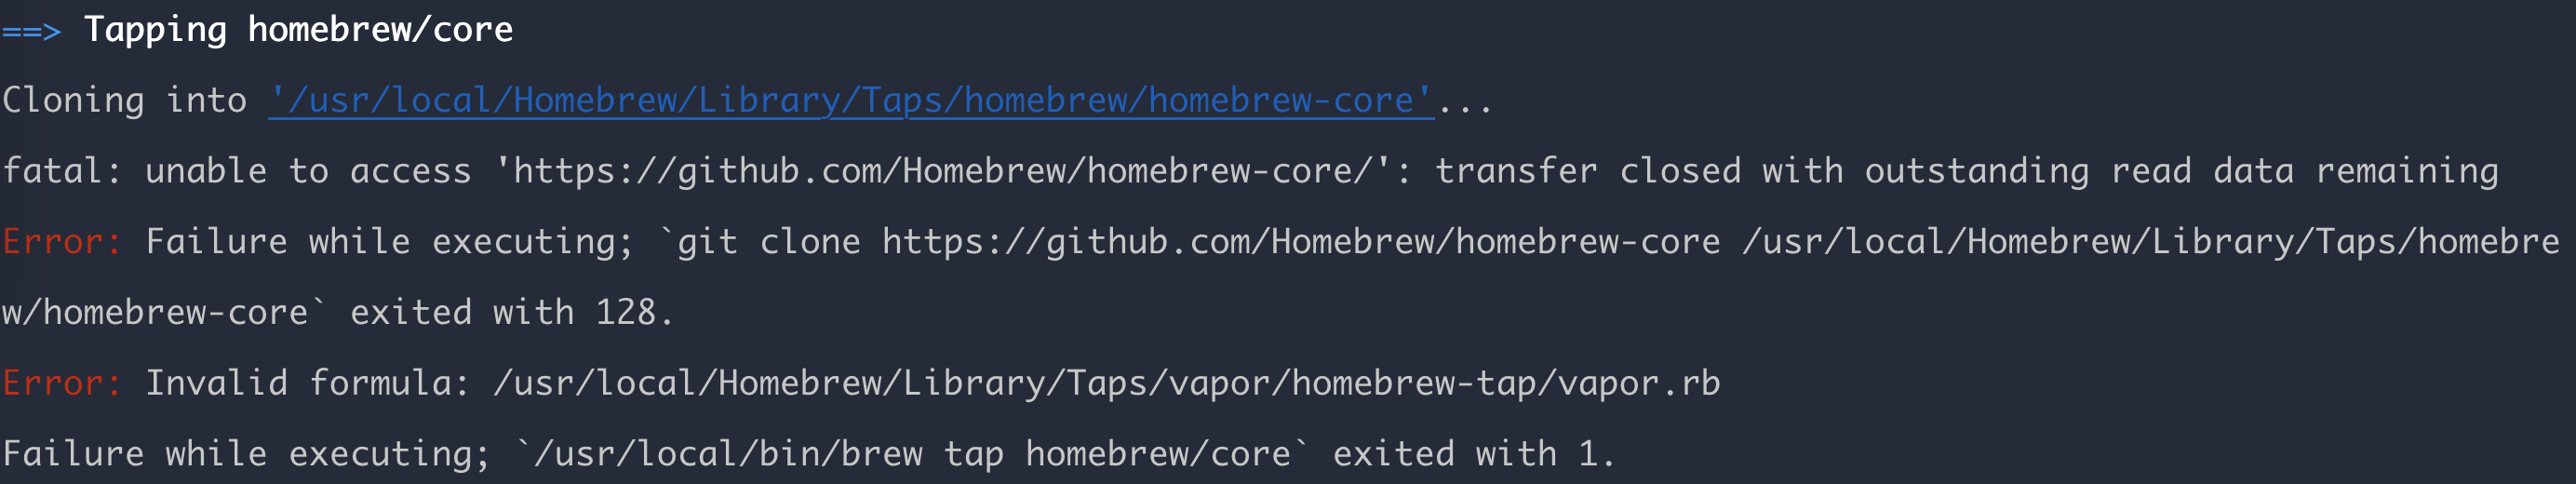 ==> Tapping homebrew/core
Cloning into '/usr/local/Homebrew/Library/Taps/homebrew/homebrew-core'...
fatal: unable to access 'https://github.com/Homebrew/homebrew-core/': transfer closed with outstanding read data remaining
Error: Failure while executing; `git clone https://github.com/Homebrew/homebrew-core /usr/local/Homebrew/Library/Taps/homebre
w/homebrew-core` exited with 128.
Error: Invalid formula: /usr/local/Homebrew/Library/Taps/vapor/homebrew-tap/vapor.rb
Failure while executing; `/usr/local/bin/brew tap homebrew/core` exited with 1.